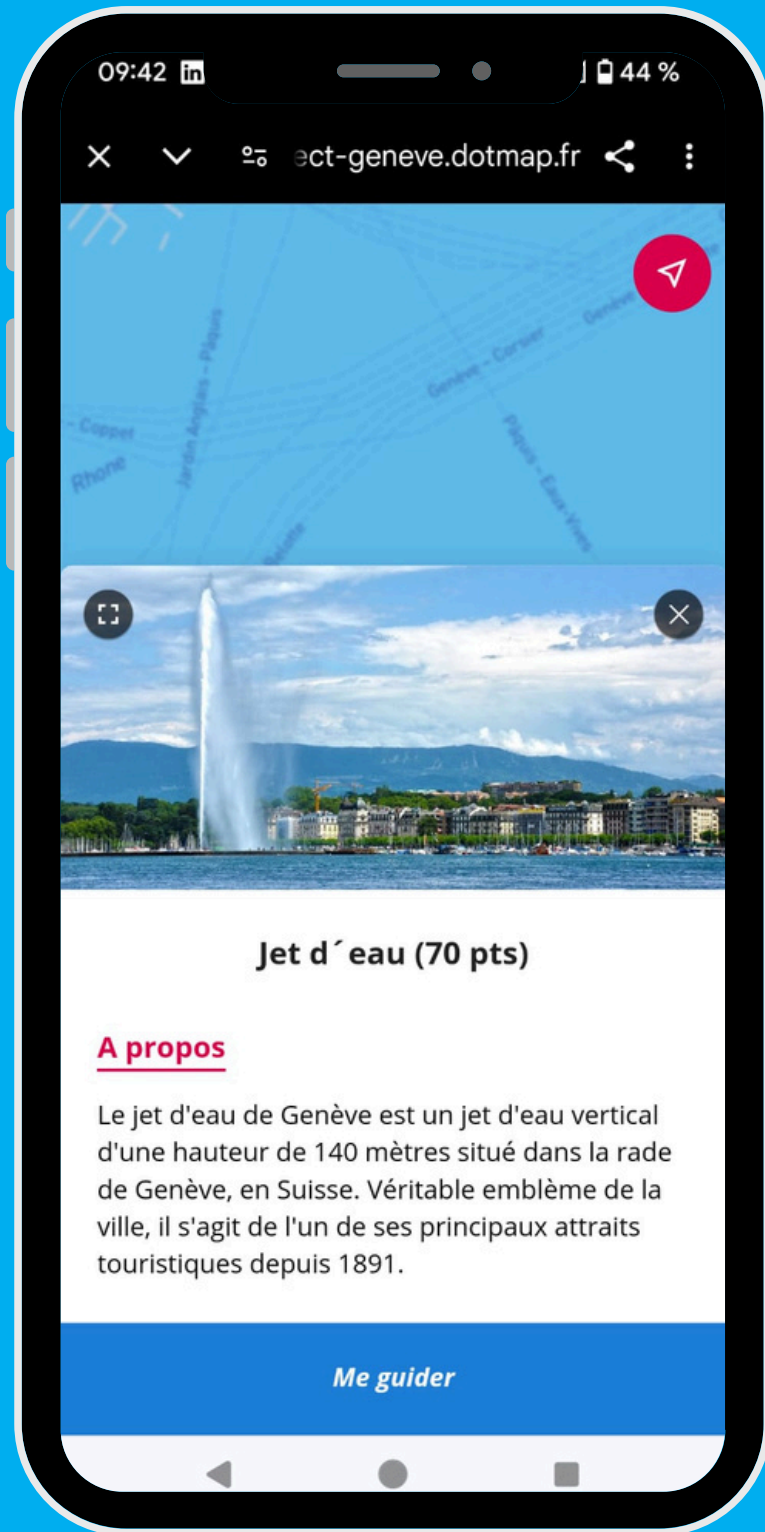 09:42 in 44 %
ect-geneve.dotmap.fr
Jardin Anglais - Pâquis
Genève - Corsier
Genève
- Coppet
Rhone
Pâquis - Eaux-Vives
Jet d´eau (70 pts)
A propos
Le jet d'eau de Genève est un jet d'eau vertical
d'une hauteur de 140 mètres situé dans la rade
de Genève, en Suisse. Véritable emblème de la
ville, il s'agit de l'un de ses principaux attraits
touristiques depuis 1891.
Me guider